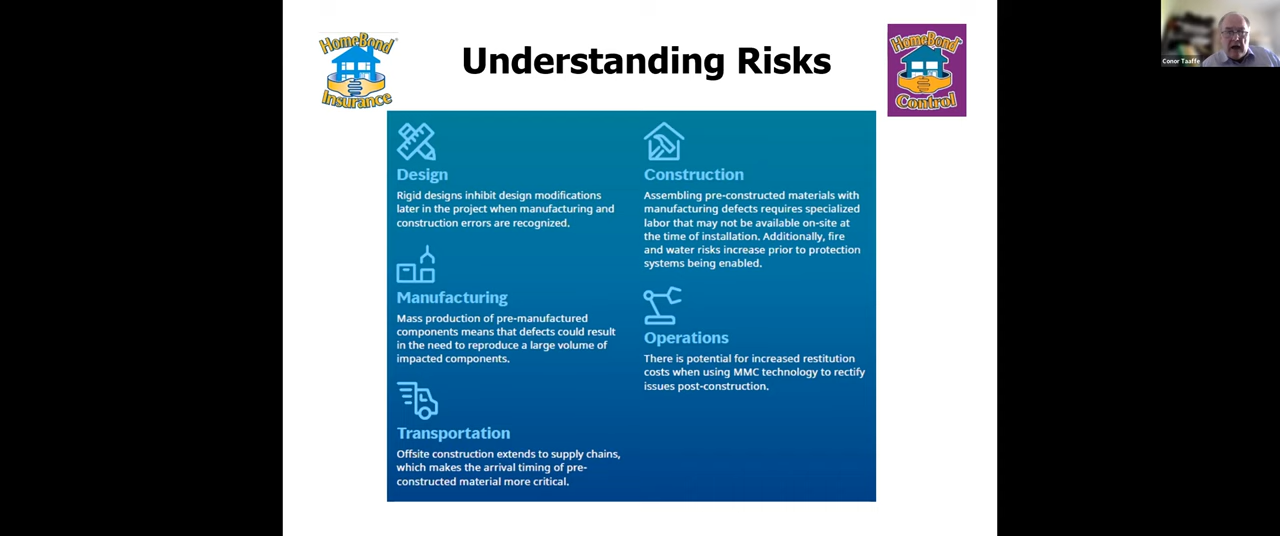 HomeBond
Insurance
Understanding Risks
HomeBond
Control
Conor Taaffe
Design
Rigid designs inhibit design modifications
later in the project when manufacturing and
construction errors are recognized.
Manufacturing
Mass production of pre-manufactured
components means that defects could result
in the need to reproduce a large volume of
impacted components.
Transportation
Offsite construction extends to supply chains,
which makes the arrival timing of pre-
constructed material more critical.
Construction
Assembling pre-constructed materials with
manufacturing defects requires specialized
labor that may not be available on-site at
the time of installation. Additionally, fire
and water risks increase prior to protection
systems being enabled.
Operations
There is potential for increased restitution
costs when using MMC technology to rectify
issues post-construction.